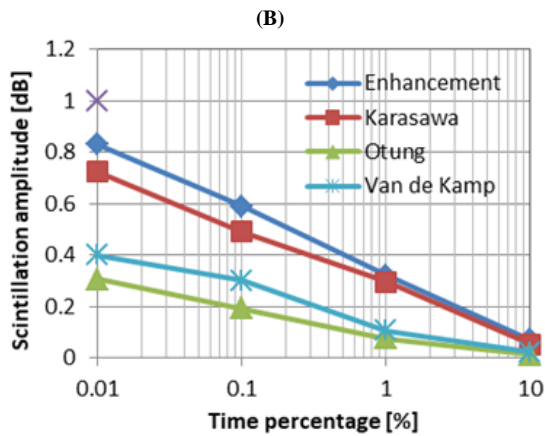 (B)
1.2
1
0.8
0.6
0.4
0.2
0
Scintillation amplitude [dB]
Enhancement
Karasawa
Otung
Van de Kamp
0.01 0.1 1 10
Time percentage [%]